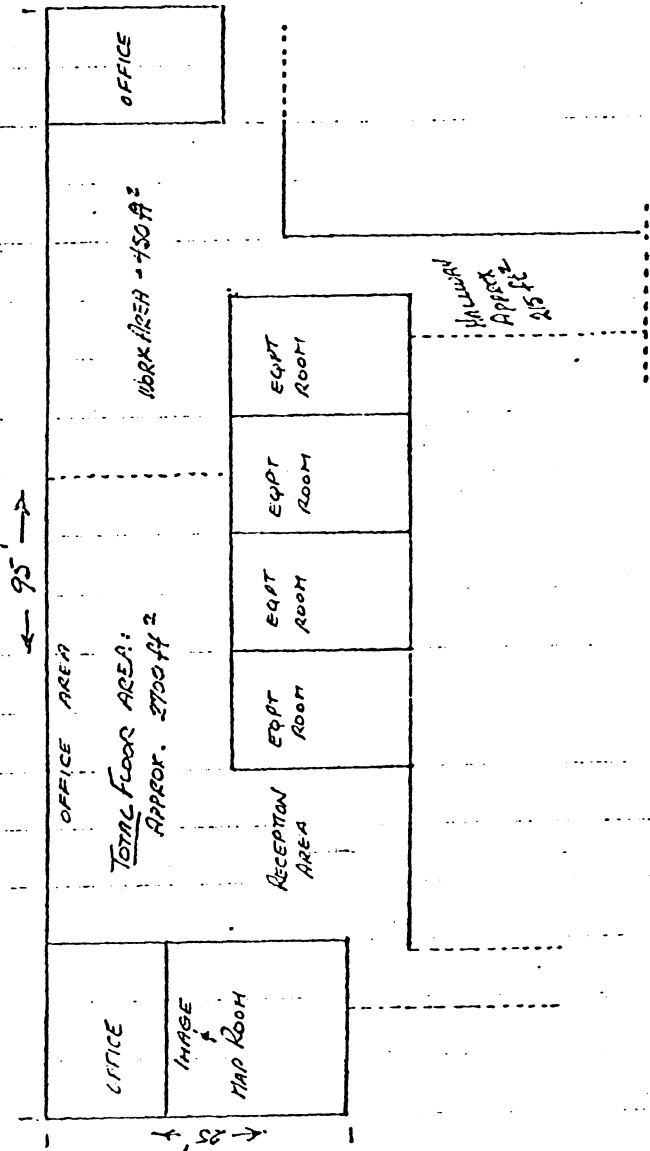 ← 95' →
OFFICE AREA
TOTAL FLOOR AREA:
APPROX. 2700 ft²
WORK AREA ≈ 450 ft²
OFFICE
OFFICE
IMAGE
&
MAP ROOM
← 25' →
RECEPTION
AREA
EQPT
ROOM
EQPT
ROOM
EQPT
ROOM
EQPT
ROOM
HALLWAY
APPROX
215 ft²